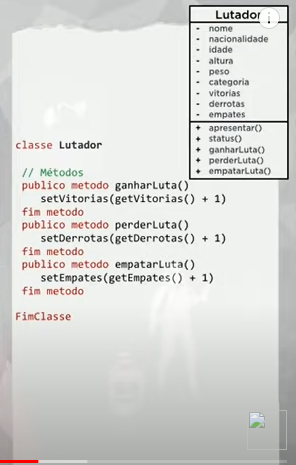 Lutador
- nome
- nacionalidade
- idade
- altura
- peso
- categoria
- vitorias
- derrotas
- empates
+ apresentar()
+ status()
+ ganharLuta()
+ perderLuta()
+ empatarLuta()
classe Lutador
// Métodos
publico metodo ganharLuta()
setVitorias(getVitorias() + 1)
fim metodo
publico metodo perderLuta()
setDerrotas(getDerrotas() + 1)
fim metodo
publico metodo empatarLuta()
setEmpates(getEmpates() + 1)
fim metodo
FimClasse